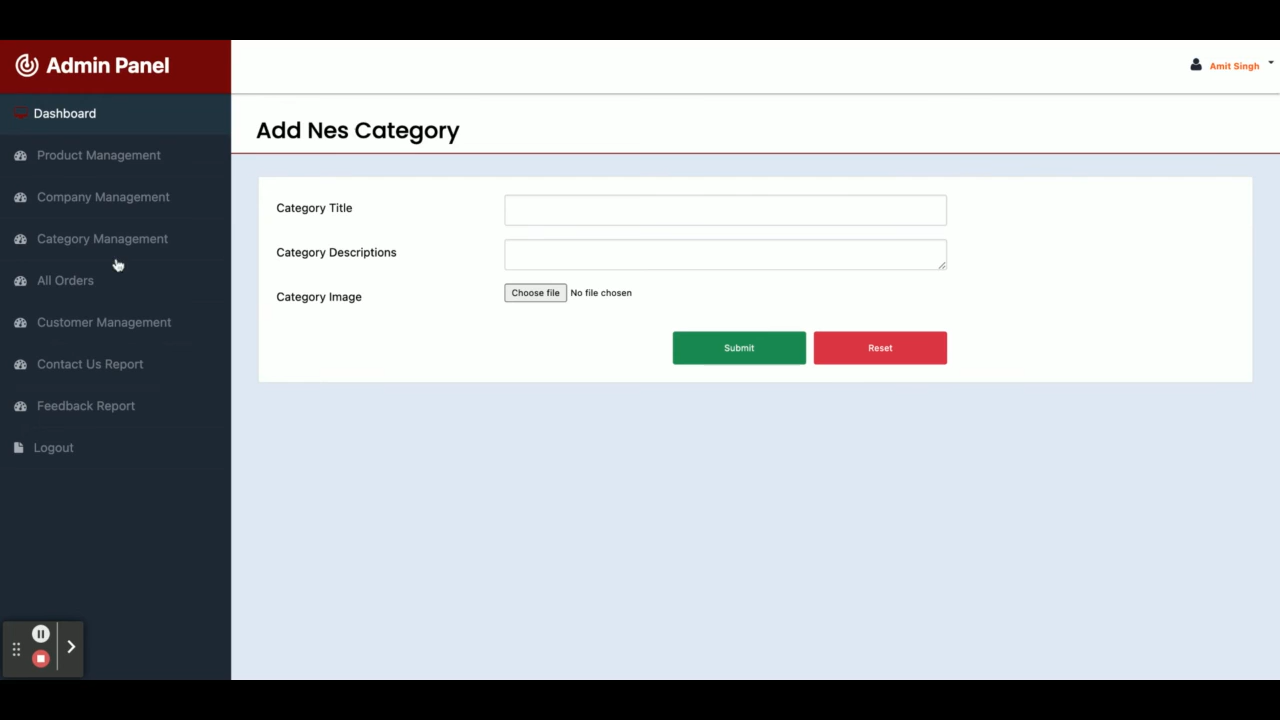 Admin Panel
Amit Singh
Dashboard
Product Management
Company Management
Category Management
All Orders
Customer Management
Contact Us Report
Feedback Report
Logout
Add Nes Category
Category Title
Category Descriptions
Category Image
Choose file No file chosen
Submit
Reset